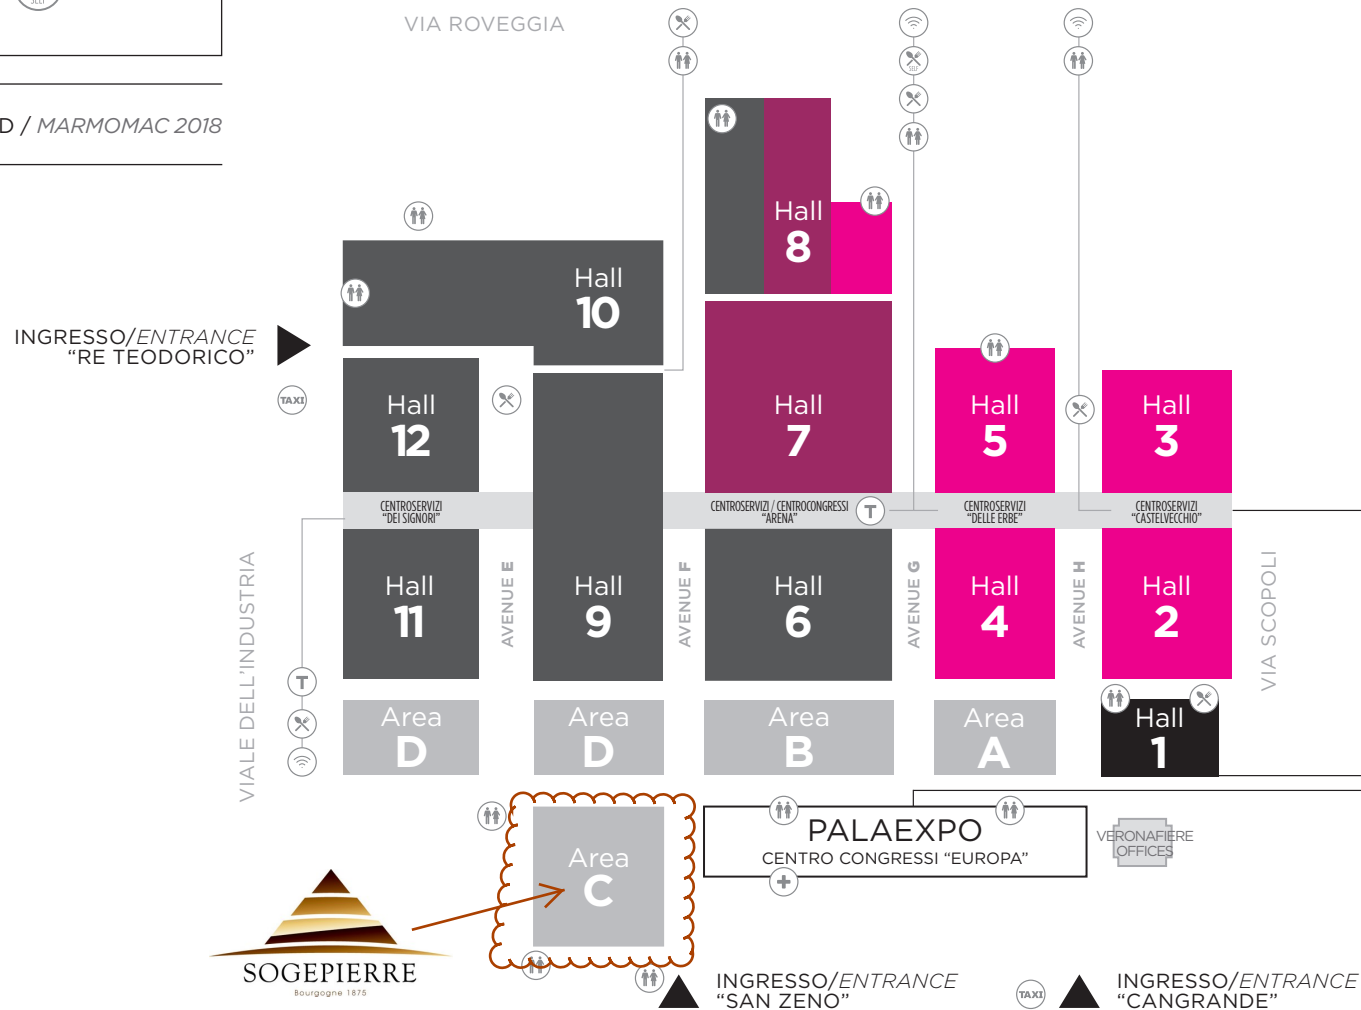 SELF
VIA ROVEGGIA
SELF
D / MARMOMAC 2018
Hall
8
Hall
10
INGRESSO/ENTRANCE
“RE TEODORICO”
TAXI
Hall
12
Hall
7
Hall
5
Hall
3
CENTROSERVIZI
“DEI SIGNORI”
CENTROSERVIZI / CENTROCONGRESSI
“ARENA”
T
CENTROSERVIZI
“DELLE ERBE”
CENTROSERVIZI
“CASTELVECCHIO”
VIALE DELL'INDUSTRIA
Hall
11
AVENUE E
Hall
9
AVENUE F
Hall
6
AVENUE G
Hall
4
AVENUE H
Hall
2
VIA SCOPOLI
T
Area
D
Area
D
Area
B
Area
A
Hall
1
Area
C
PALAEXPO
CENTRO CONGRESSI “EUROPA”
VERONAFIERE
OFFICES
SOGEPIERRE
Bourgogne 1875
INGRESSO/ENTRANCE
“SAN ZENO”
TAXI
INGRESSO/ENTRANCE
“CANGRANDE”